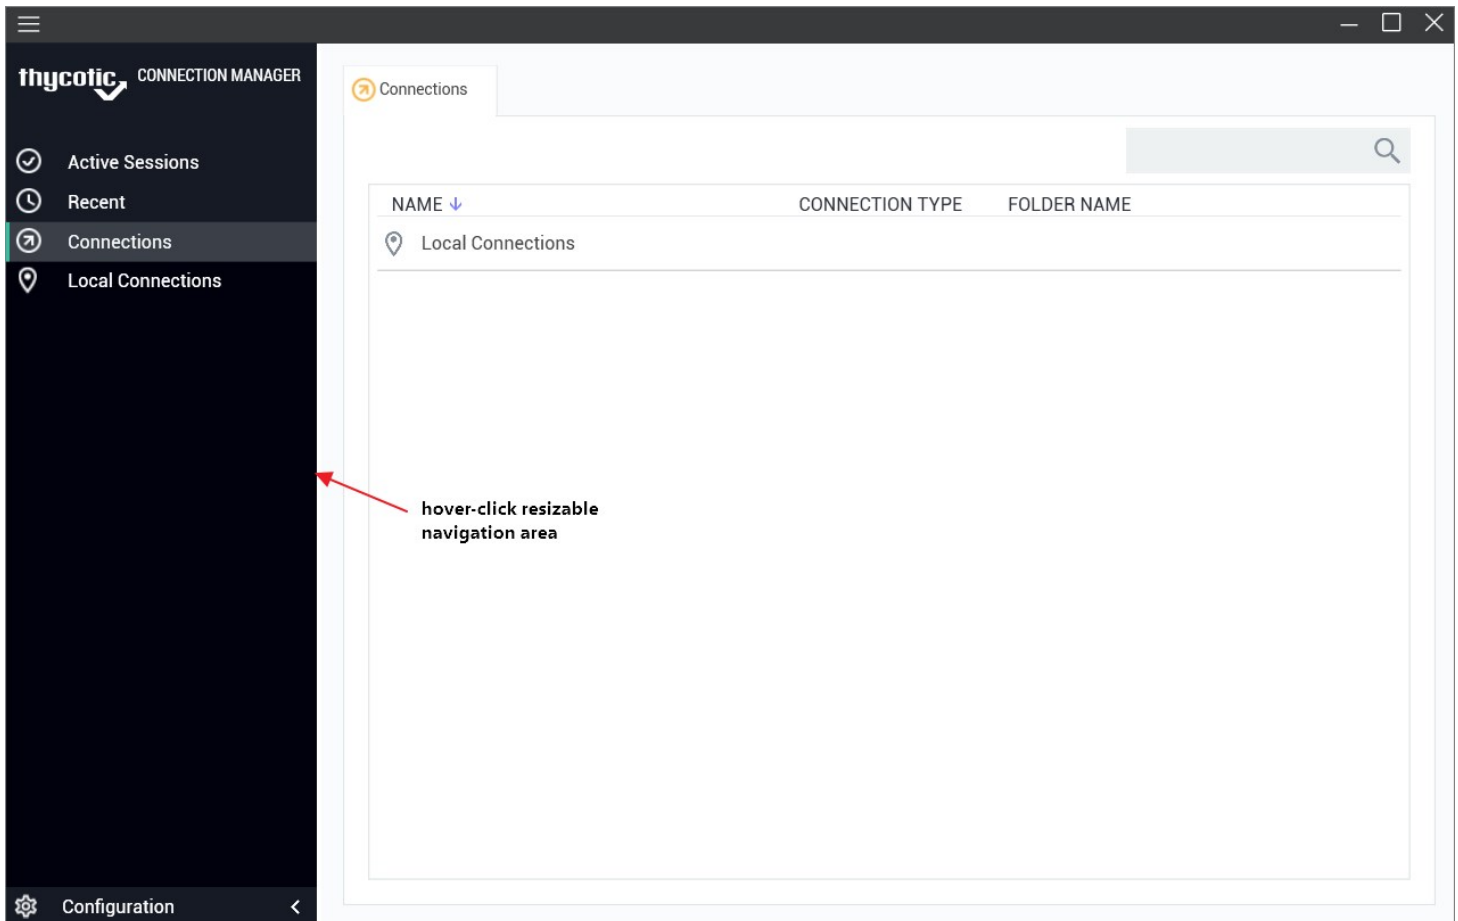 thycotic CONNECTION MANAGER
Connections
Active Sessions
Recent
Connections
Local Connections
NAME CONNECTION TYPE FOLDER NAME
Local Connections
hover-click resizable
navigation area
Configuration